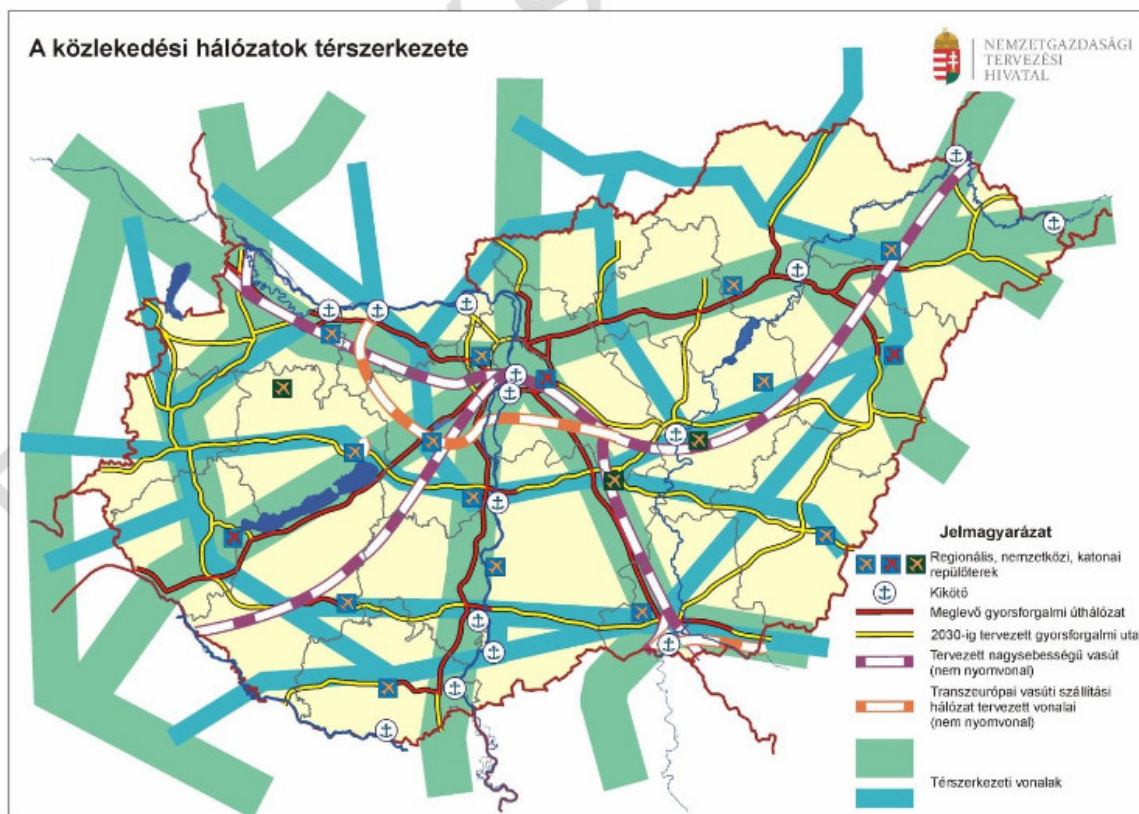 A közlekedési hálózatok térszerkezete
NEMZETGAZDASÁGI
TERVEZÉSI
HIVATAL
Jelmagyarázat
Regionális, nemzetközi, katonai
repülőterek
Kikötő
Meglevő gyorsforgalmi úthálózat
2030-ig tervezett gyorsforgalmi uta
Tervezett nagysebességű vasút
(nem nyomvonal)
Transzeurópai vasúti szállítási
hálózat tervezett vonalai
(nem nyomvonal)
Térszerkezeti vonalak